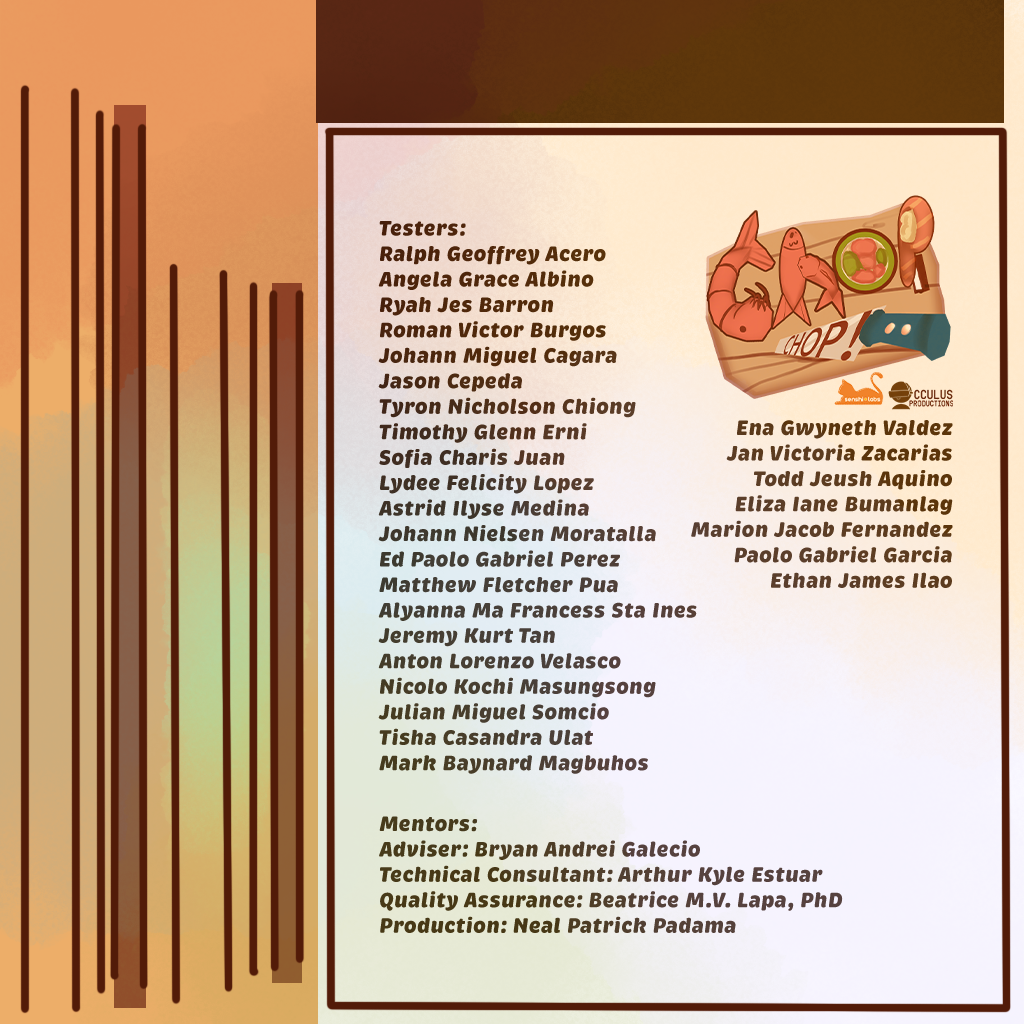 Testers:
Ralph Geoffrey Acero
Angela Grace Albino
Ryah Jes Barron
Roman Victor Burgos
Johann Miguel Cagara
Jason Cepeda
Tyron Nicholson Chiong
Timothy Glenn Erni
Sofia Charis Juan
Lydee Felicity Lopez
Astrid Ilyse Medina
Johann Nielsen Moratalla
Ed Paolo Gabriel Perez
Matthew Fletcher Pua
Alyanna Ma Francess Sta Ines
Jeremy Kurt Tan
Anton Lorenzo Velasco
Nicolo Kochi Masungsong
Julian Miguel Somcio
Tisha Casandra Ulat
Mark Baynard Magbuhos
CHOP!
senshi labs
OCCULUS
PRODUCTIONS
Ena Gwyneth Valdez
Jan Victoria Zacarias
Todd Jeush Aquino
Eliza Iane Bumanlag
Marion Jacob Fernandez
Paolo Gabriel Garcia
Ethan James Ilao
Mentors:
Adviser: Bryan Andrei Galecio
Technical Consultant: Arthur Kyle Estuar
Quality Assurance: Beatrice M.V. Lapa, PhD
Production: Neal Patrick Padama